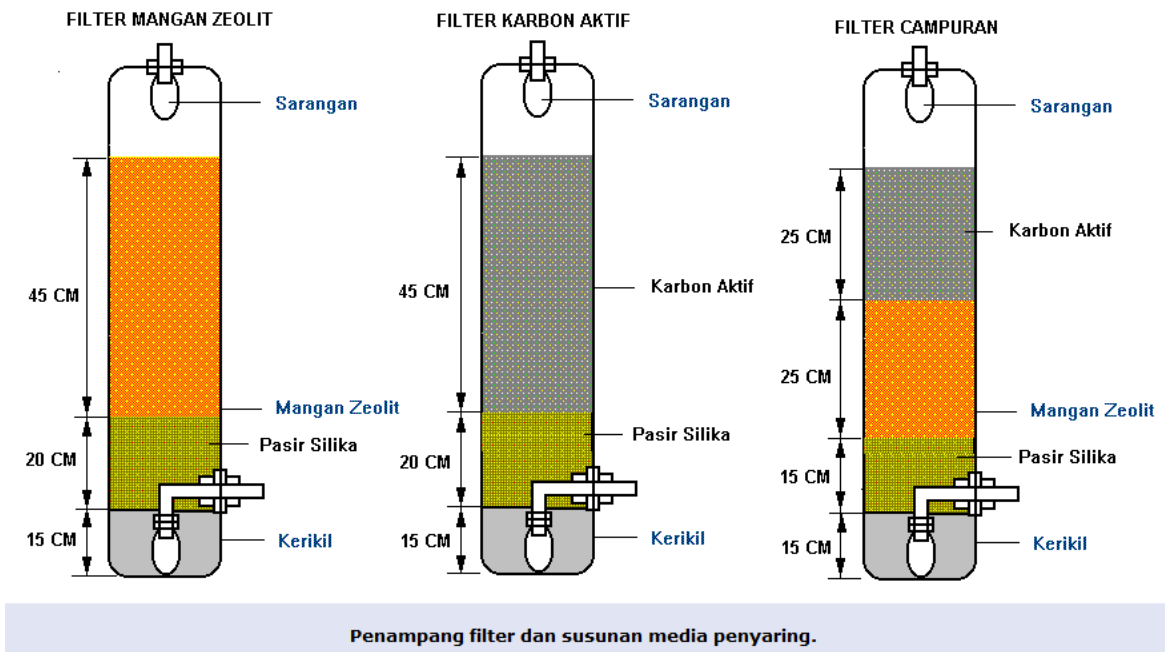 FILTER MANGAN ZEOLIT
Sarangan
45 CM
Mangan Zeolit
Pasir Silika
20 CM
15 CM
Kerikil
FILTER KARBON AKTIF
Sarangan
45 CM
Karbon Aktif
Pasir Silika
20 CM
15 CM
Kerikil
FILTER CAMPURAN
Sarangan
Karbon Aktif
25 CM
25 CM
Mangan Zeolit
Pasir Silika
15 CM
15 CM
Kerikil
Penampang filter dan susunan media penyaring.